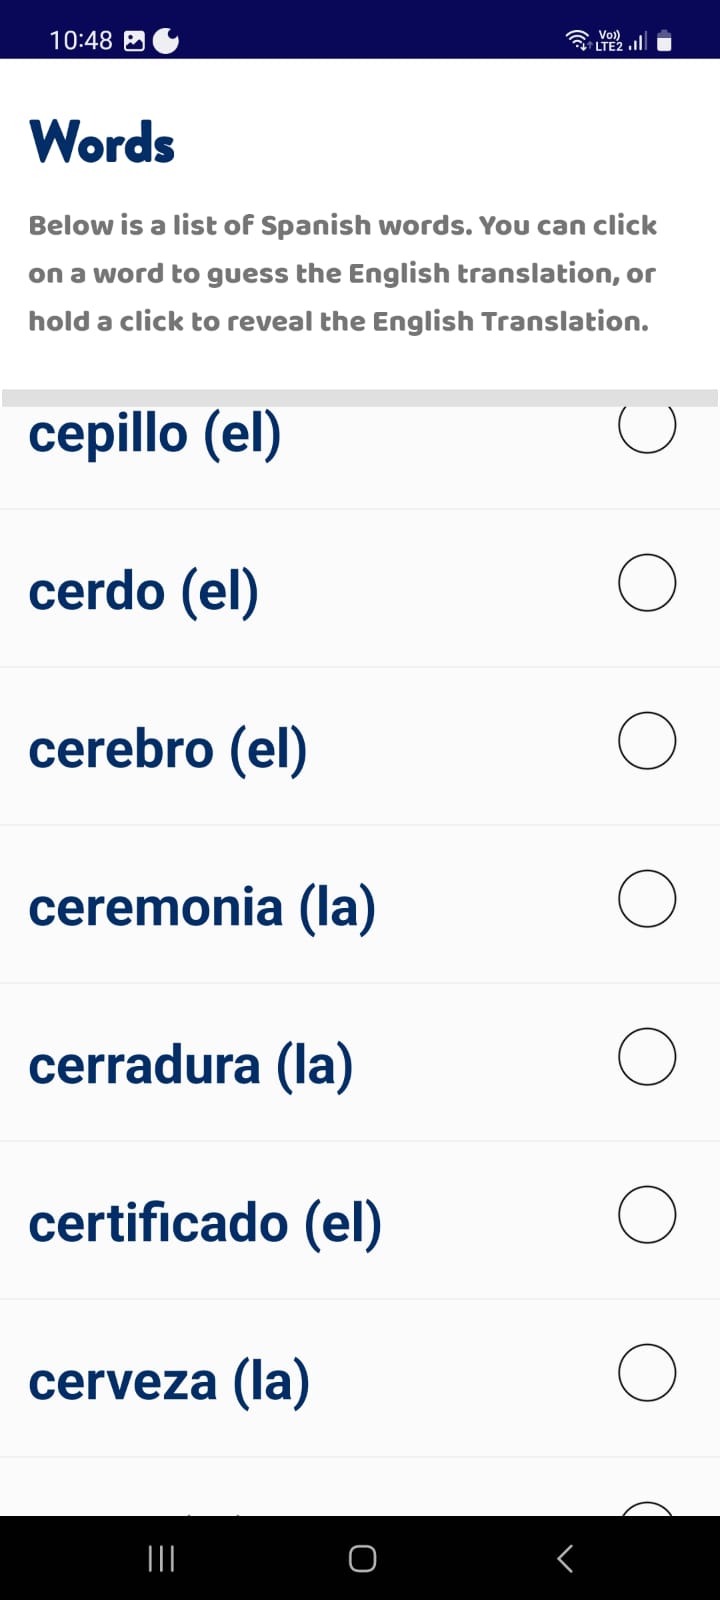 10:48
Vo))
LTE2
Words
Below is a list of Spanish words. You can click
on a word to guess the English translation, or
hold a click to reveal the English Translation.
cepillo (el)
cerdo (el)
cerebro (el)
ceremonia (la)
cerradura (la)
certificado (el)
cerveza (la)